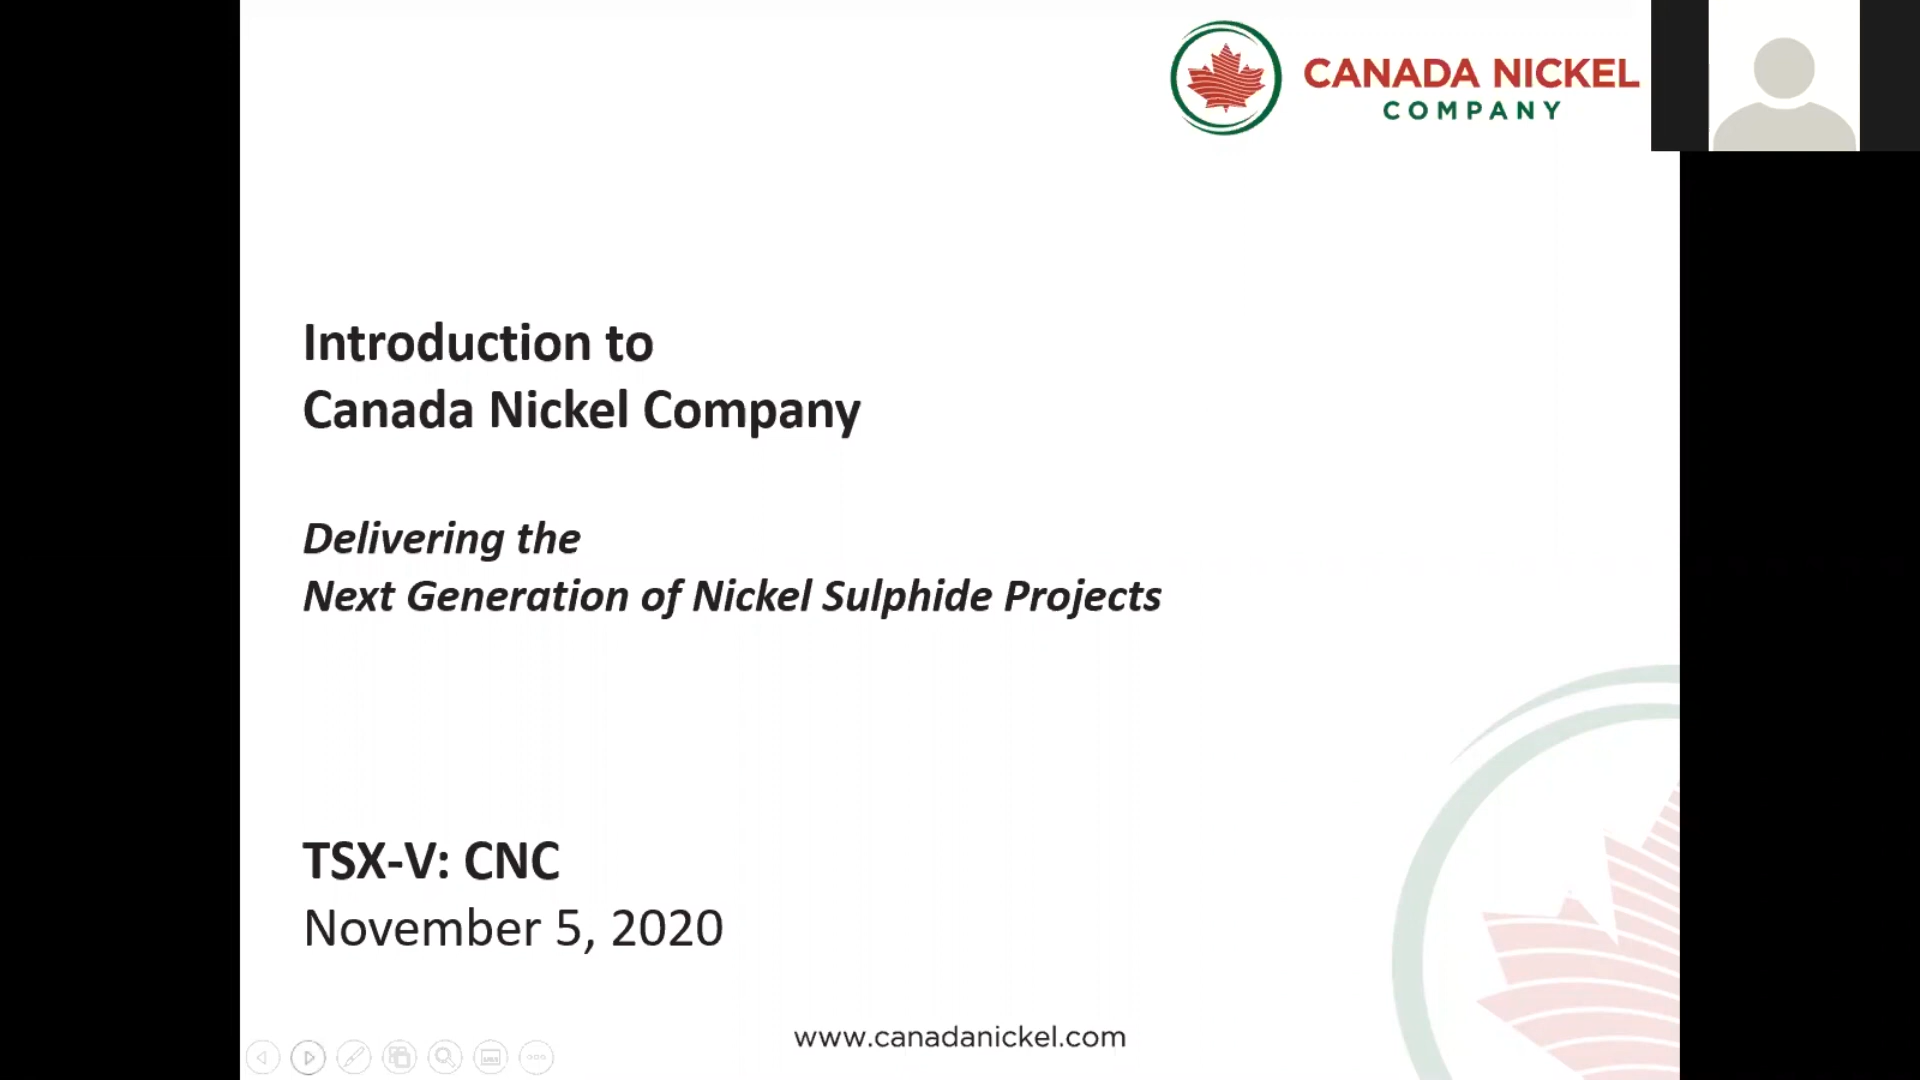 CANADA NICKEL
COMPANY
Introduction to
Canada Nickel Company
Delivering the
Next Generation of Nickel Sulphide Projects
TSX-V: CNC
November 5, 2020
www.canadanickel.com